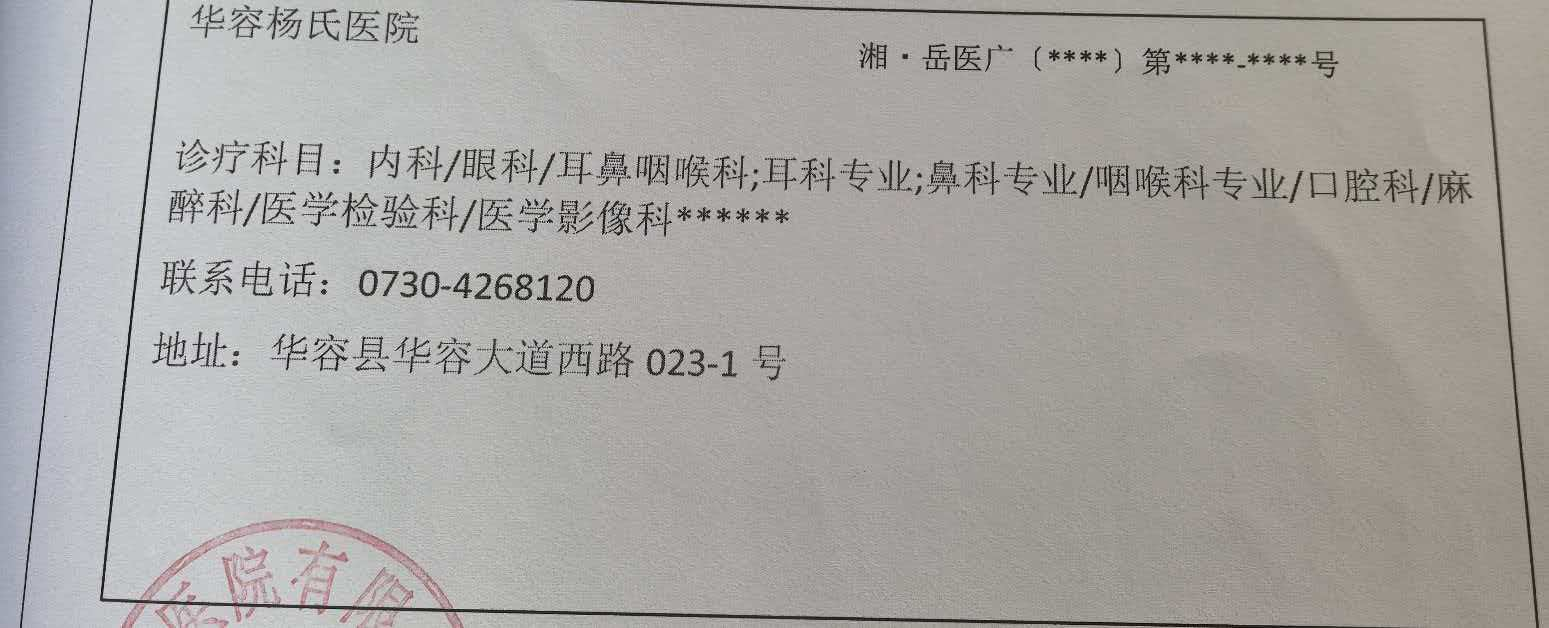 华容杨氏医院
湘·岳医广〔****〕第****-****号
诊疗科目：内科/眼科/耳鼻咽喉科;耳科专业;鼻科专业/咽喉科专业/口腔科/麻
醉科/医学检验科/医学影像科******
联系电话：0730-4268120
地址：华容县华容大道西路 023-1 号
医院有限